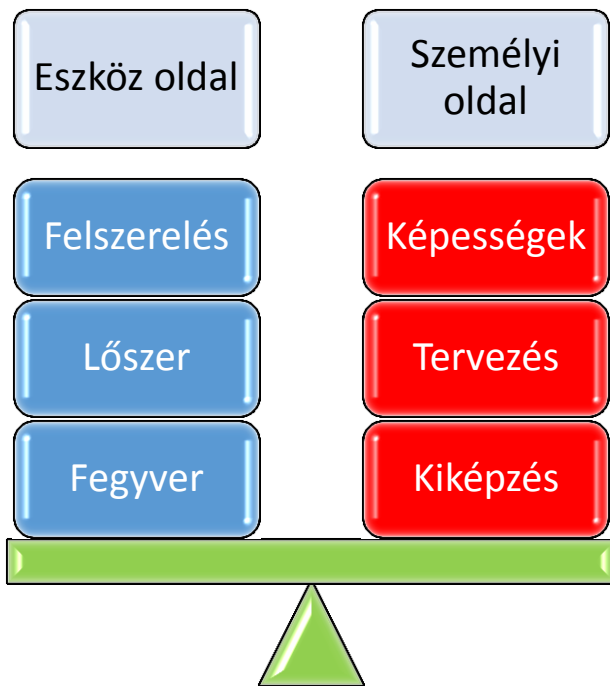 Eszköz oldal
Személyi
oldal
Felszerelés
Képességek
Lőszer
Tervezés
Fegyver
Kiképzés